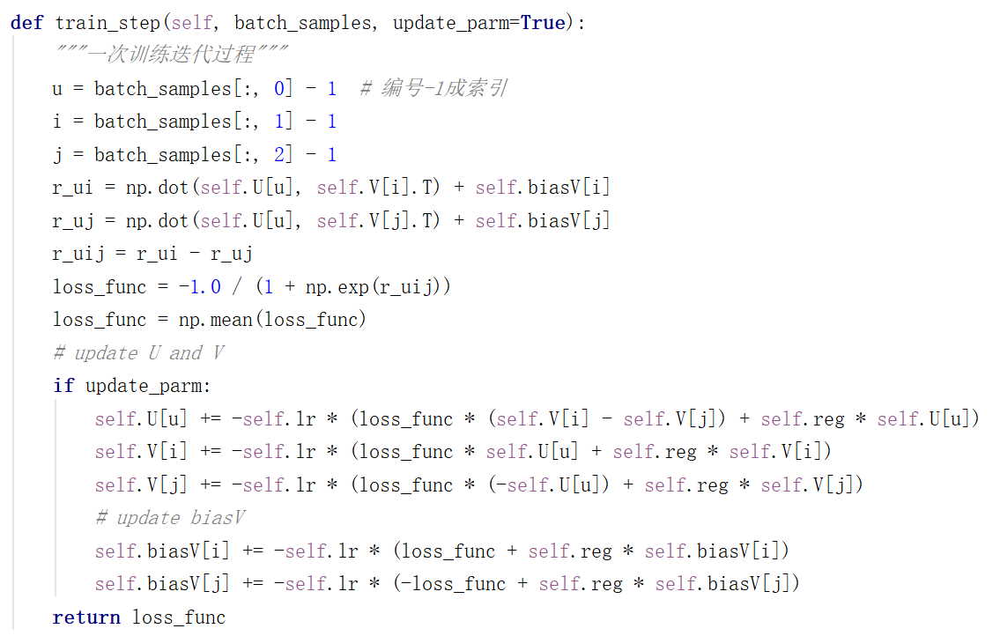 def train_step(self, batch_samples, update_parm=True):
    """一次训练迭代过程"""
    u = batch_samples[:, 0] - 1  # 编号-1成索引
    i = batch_samples[:, 1] - 1
    j = batch_samples[:, 2] - 1
    r_ui = np.dot(self.U[u], self.V[i].T) + self.biasV[i]
    r_uj = np.dot(self.U[u], self.V[j].T) + self.biasV[j]
    r_uij = r_ui - r_uj
    loss_func = -1.0 / (1 + np.exp(r_uij))
    loss_func = np.mean(loss_func)
    # update U and V
    if update_parm:
        self.U[u] += -self.lr * (loss_func * (self.V[i] - self.V[j]) + self.reg * self.U[u])
        self.V[i] += -self.lr * (loss_func * self.U[u] + self.reg * self.V[i])
        self.V[j] += -self.lr * (loss_func * (-self.U[u]) + self.reg * self.V[j])
        # update biasV
        self.biasV[i] += -self.lr * (loss_func + self.reg * self.biasV[i])
        self.biasV[j] += -self.lr * (-loss_func + self.reg * self.biasV[j])
    return loss_func